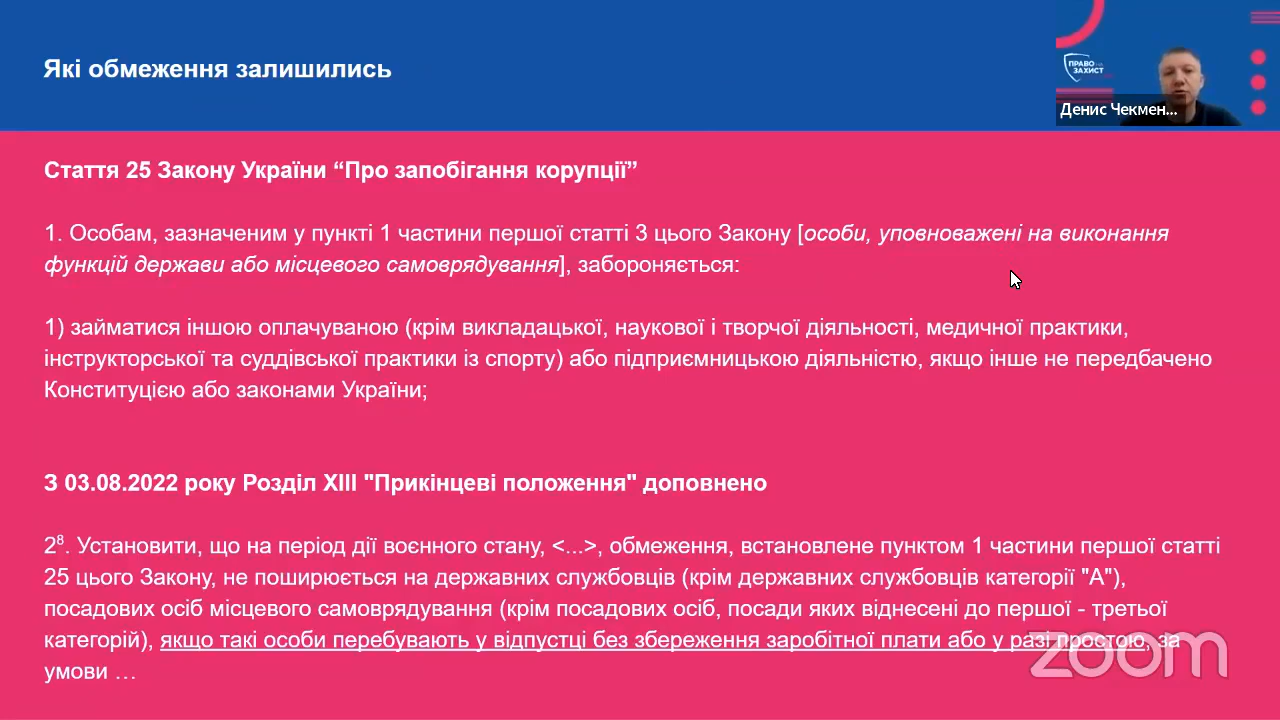 Які обмеження залишились
ПРАВО НА
ЗАХИСТ
Денис Чекмен...
Стаття 25 Закону України “Про запобігання корупції”
1. Особам, зазначеним у пункті 1 частини першої статті 3 цього Закону [особи, уповноважені на виконання
функцій держави або місцевого самоврядування], забороняється:
1) займатися іншою оплачуваною (крім викладацької, наукової і творчої діяльності, медичної практики,
інструкторської та суддівської практики із спорту) або підприємницькою діяльністю, якщо інше не передбачено
Конституцією або законами України;
З 03.08.2022 року Розділ XIII "Прикінцеві положення" доповнено
2⁸. Установити, що на період дії воєнного стану, <...>, обмеження, встановлене пунктом 1 частини першої статті
25 цього Закону, не поширюється на державних службовців (крім державних службовців категорії "А"),
посадових осіб місцевого самоврядування (крім посадових осіб, посади яких віднесені до першої - третьої
категорій), якщо такі особи перебувають у відпустці без збереження заробітної плати або у разі простою, за
умови …
zoom